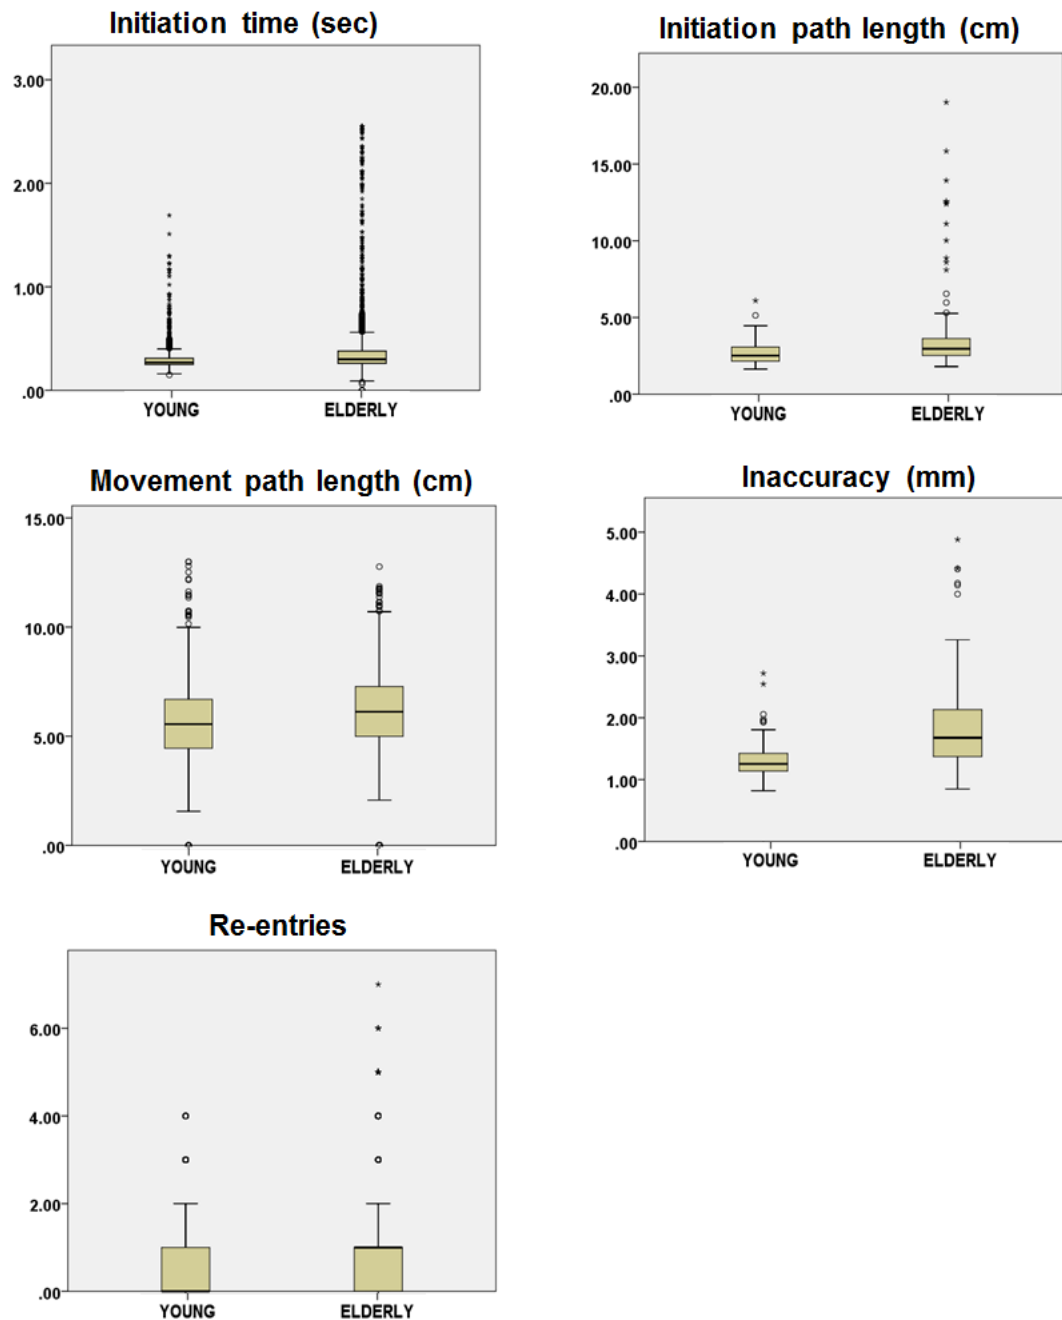 Initiation time (sec)
3.00
2.00
1.00
.00
YOUNG ELDERLY
Initiation path length (cm)
20.00
15.00
10.00
5.00
.00
YOUNG ELDERLY
Movement path length (cm)
15.00
10.00
5.00
.00
YOUNG ELDERLY
Inaccuracy (mm)
5.00
4.00
3.00
2.00
1.00
.00
YOUNG ELDERLY
Re-entries
6.00
4.00
2.00
.00
YOUNG ELDERLY